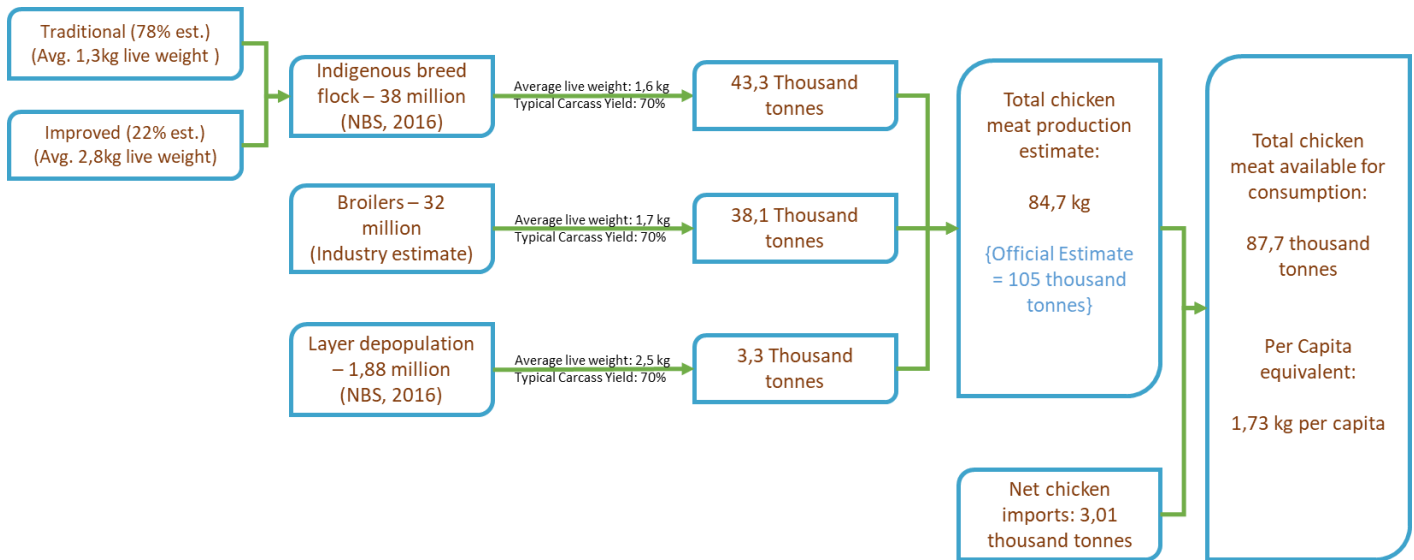 Traditional (78% est.)
(Avg. 1,3kg live weight )
Improved (22% est.)
(Avg. 2,8kg live weight)
Indigenous breed
flock – 38 million
(NBS, 2016)
Average live weight: 1,6 kg
Typical Carcass Yield: 70%
43,3 Thousand
tonnes
Broilers – 32
million
(Industry estimate)
Average live weight: 1,7 kg
Typical Carcass Yield: 70%
38,1 Thousand
tonnes
Layer depopulation
– 1,88 million
(NBS, 2016)
Average live weight: 2,5 kg
Typical Carcass Yield: 70%
3,3 Thousand
tonnes
Total chicken
meat production
estimate:
84,7 kg
{Official Estimate
= 105 thousand
tonnes}
Net chicken
imports: 3,01
thousand tonnes
Total chicken
meat available for
consumption:
87,7 thousand
tonnes
Per Capita
equivalent:
1,73 kg per capita